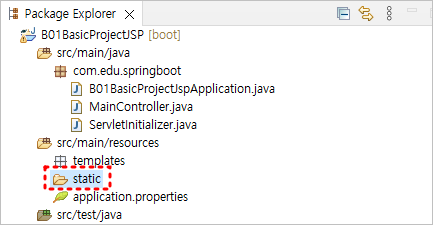 Package Explorer
B01BasicProjectJSP [boot]
src/main/java
com.edu.springboot
B01BasicProjectJspApplication.java
MainController.java
ServletInitializer.java
src/main/resources
templates
static
application.properties
src/test/java